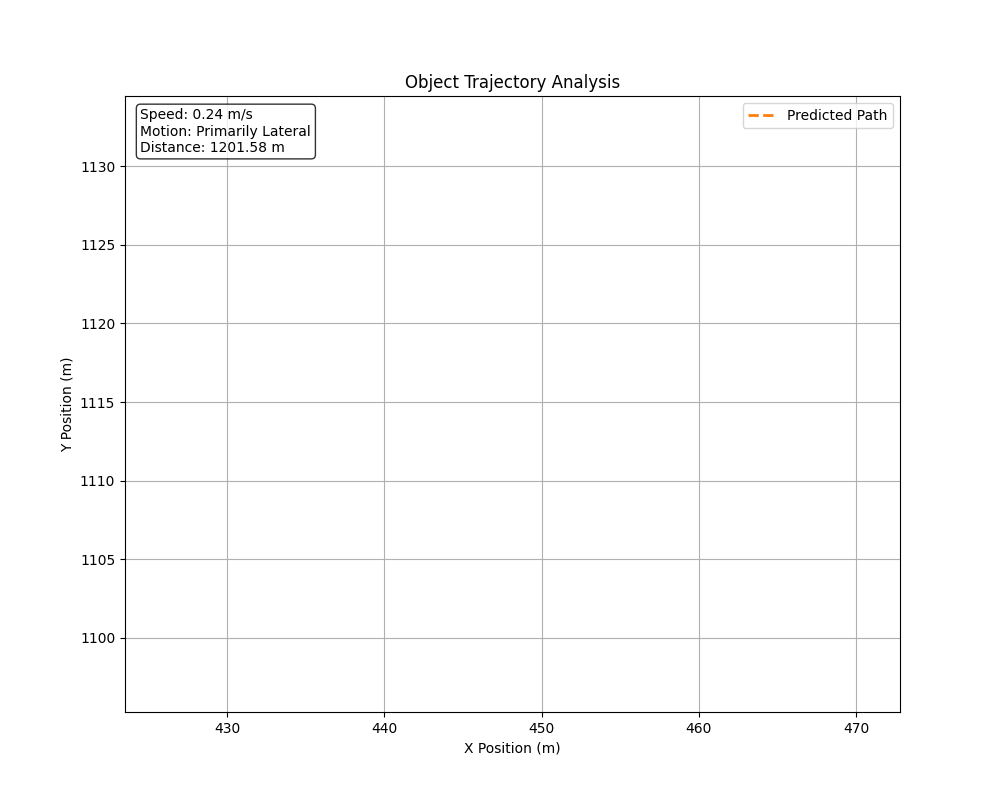 Object Trajectory Analysis
Speed: 0.24 m/s
Motion: Primarily Lateral
Distance: 1201.58 m
Predicted Path
1130
1125
1120
1115
1110
1105
1100
Y Position (m)
430 440 450 460 470
X Position (m)